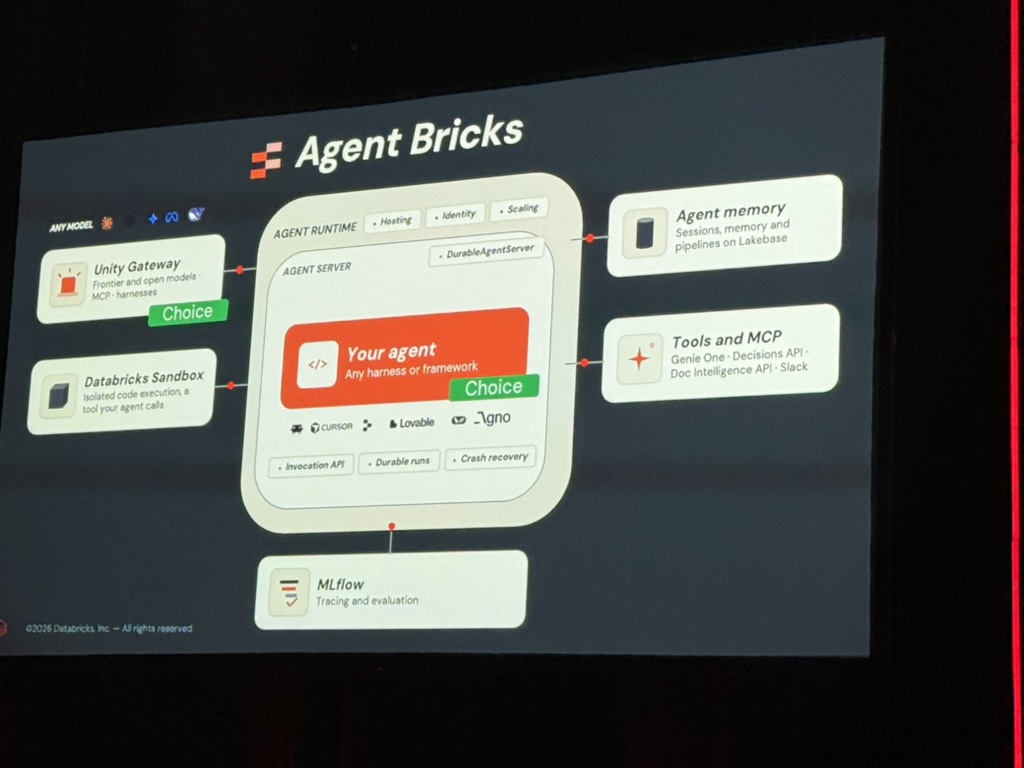 Agent Bricks
ANY MODEL
Unity Gateway
Frontier and open models ·
MCP · harnesses
Choice
Databricks Sandbox
Isolated code execution, a
tool your agent calls
AGENT RUNTIME
• Hosting
• Identity
• Scaling
AGENT SERVER
• DurableAgentServer
</>
Your agent
Any harness or framework
Choice
CURSOR
Lovable
Agno
• Invocation API
• Durable runs
• Crash recovery
Agent memory
Sessions, memory and
pipelines on Lakebase
Tools and MCP
Genie One · Decisions API ·
Doc Intelligence API · Slack
MLflow
Tracing and evaluation
©2026 Databricks, Inc. — All rights reserved